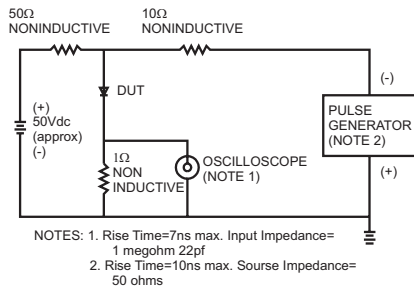 50Ω
NONINDUCTIVE
10Ω
NONINDUCTIVE
(+)
50Vdc
(approx)
(-)
DUT
1Ω
NON
INDUCTIVE
OSCILLOSCOPE
(NOTE 1)
(-)
PULSE
GENERATOR
(NOTE 2)
(+)
NOTES: 1. Rise Time=7ns max. Input Impedance=
1 megohm 22pf
2. Rise Time=10ns max. Sourse Impedance=
50 ohms